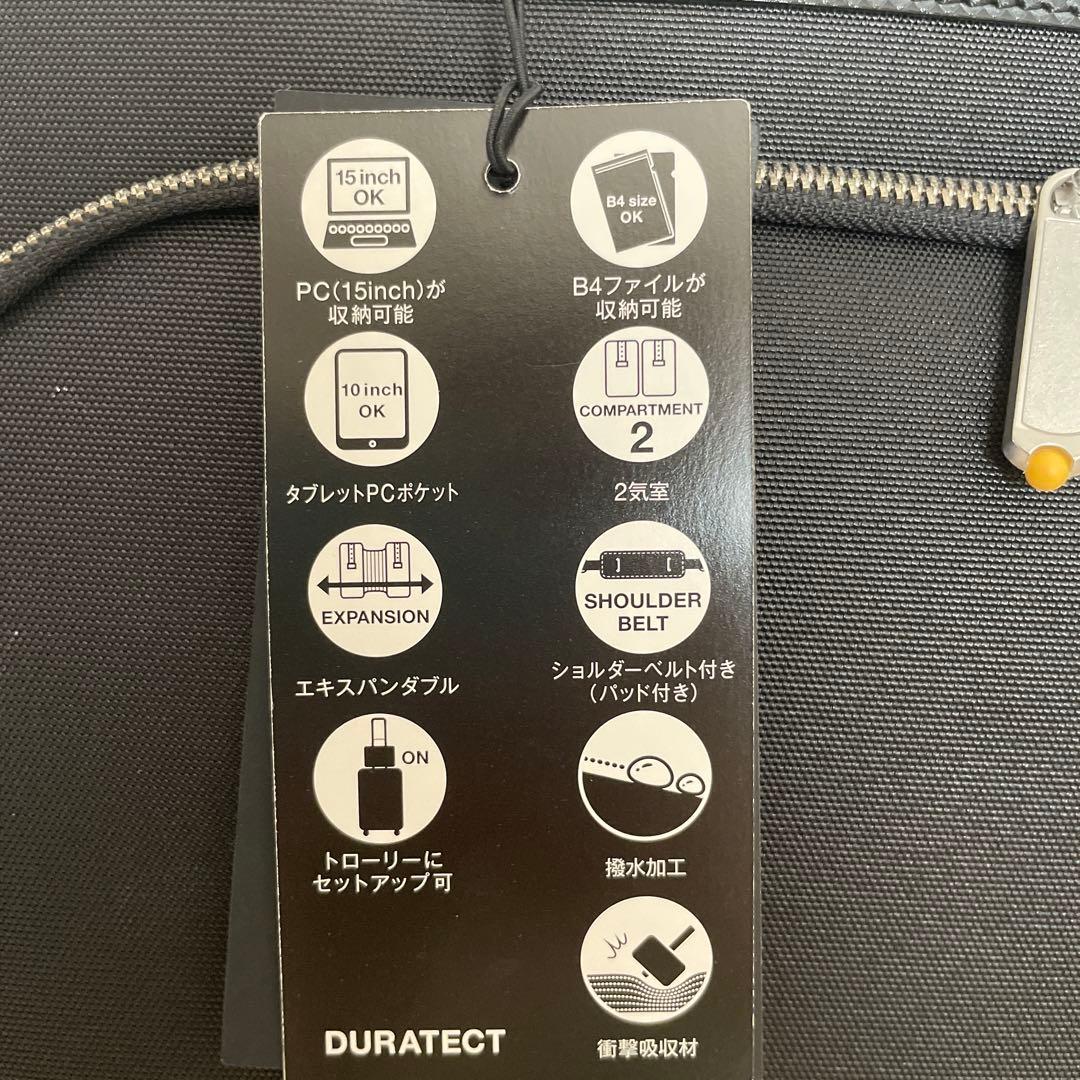 15 inch
OK
PC(15inch)が
収納可能
B4 size
OK
B4ファイルが
収納可能
10 inch
OK
タブレットPCポケット
COMPARTMENT
2
2気室
EXPANSION
エキスパンダブル
SHOULDER
BELT
ショルダーベルト付き
(パッド付き)
ON
トローリーに
セットアップ可
撥水加工
衝撃吸収材
DURATECT